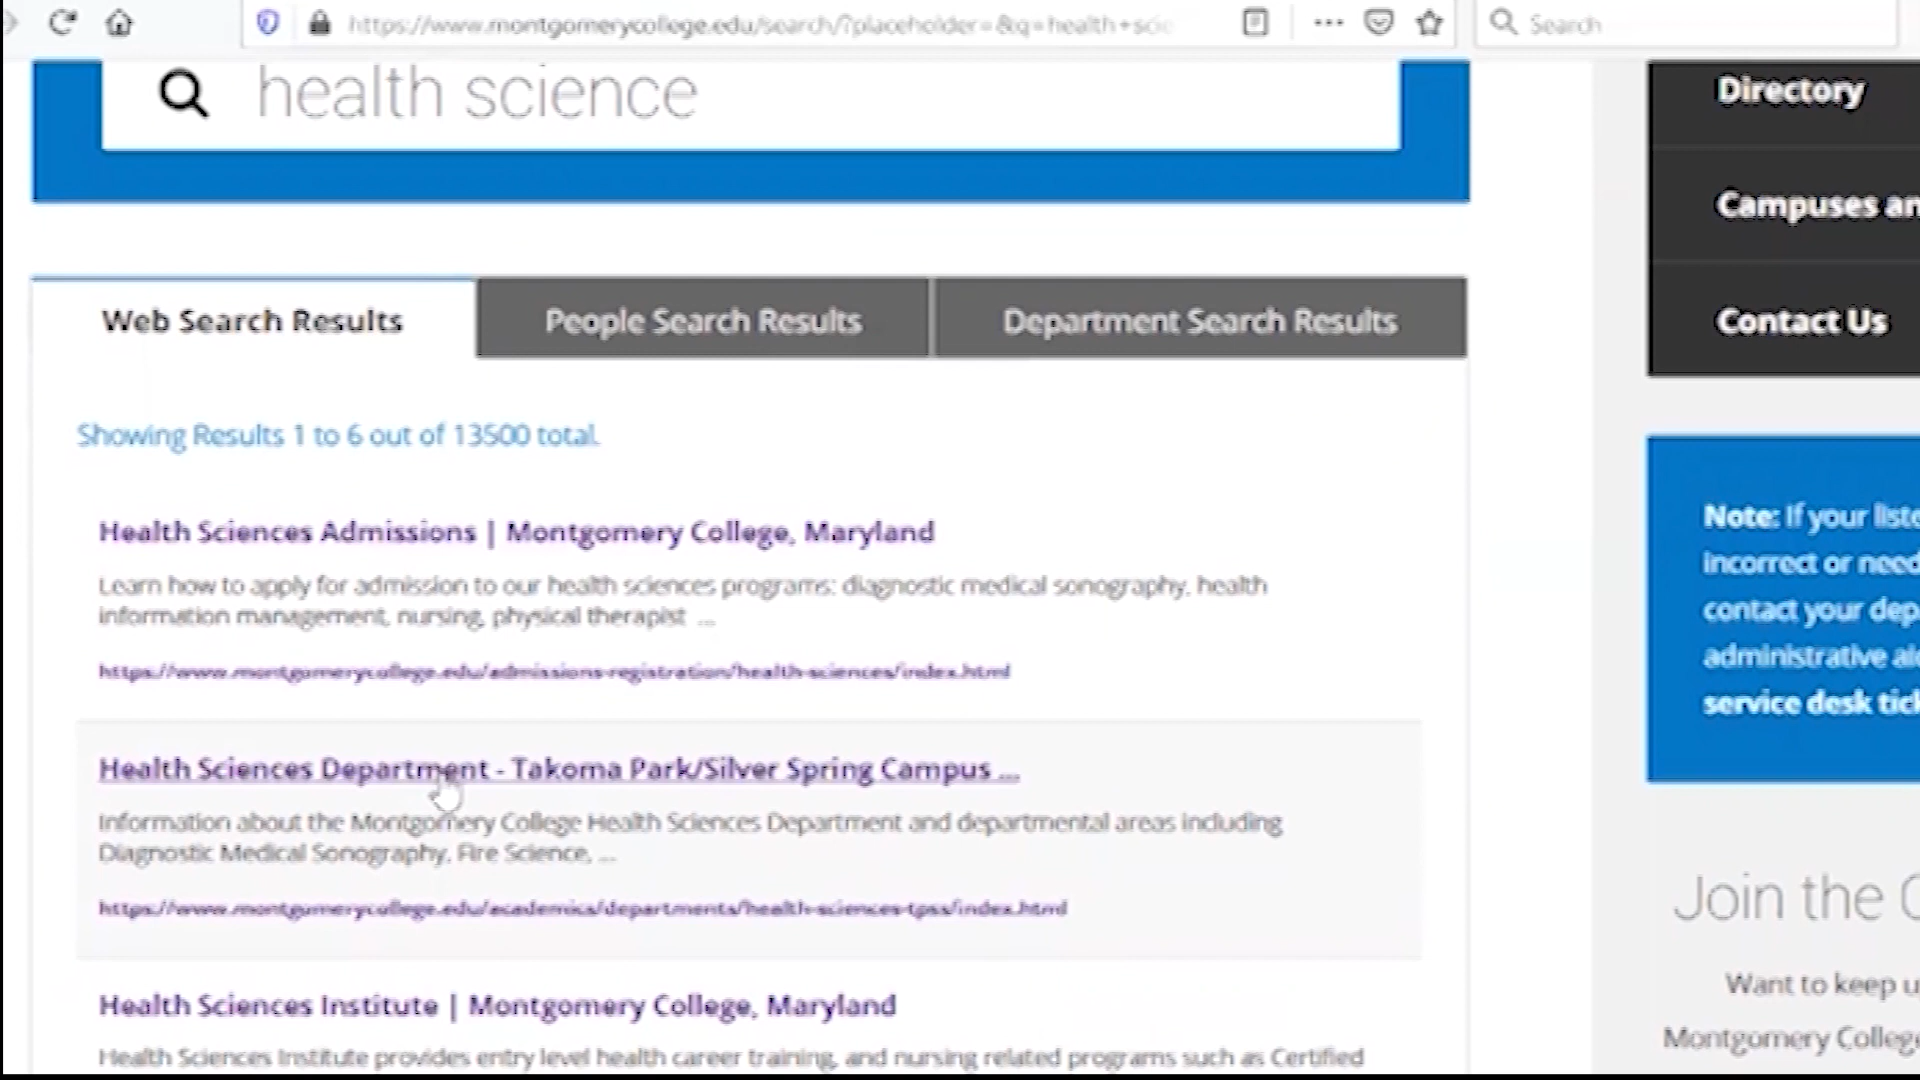 https://www.montgomerycollege.edu/search/?placeholder=&q=health+scie
Search
health science
Directory
Campuses an
Contact Us
Web Search Results
People Search Results
Department Search Results
Showing Results 1 to 6 out of 13500 total.
Health Sciences Admissions | Montgomery College, Maryland
Learn how to apply for admission to our health sciences programs: diagnostic medical sonography, health
information management, nursing, physical therapist ...
https://www.montgomerycollege.edu/admissions-registration/health-sciences/index.html
Health Sciences Department - Takoma Park/Silver Spring Campus ...
Information about the Montgomery College Health Sciences Department and departmental areas including
Diagnostic Medical Sonography, Fire Science, ...
https://www.montgomerycollege.edu/academics/departments/health-sciences-tpss/index.html
Health Sciences Institute | Montgomery College, Maryland
Health Sciences Institute provides entry level health career training, and nursing related programs such as Certified
Note: If your liste
incorrect or need
contact your dep
administrative aid
service desk tick
Join the C
Want to keep u
Montgomery College